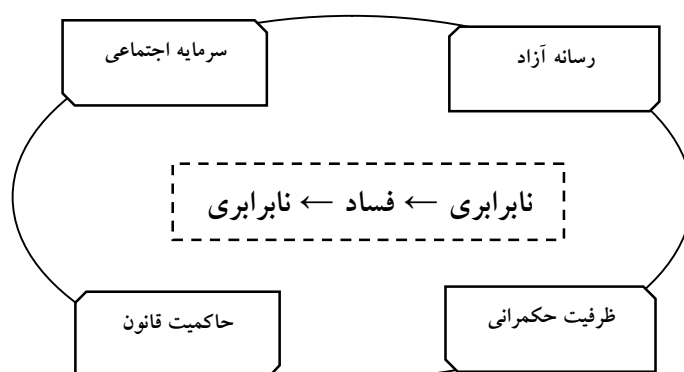 رسانه آزاد
سرمایه اجتماعی
نابرابری ← فساد ← نابرابری
ظرفیت حکمرانی
حاکمیت قانون